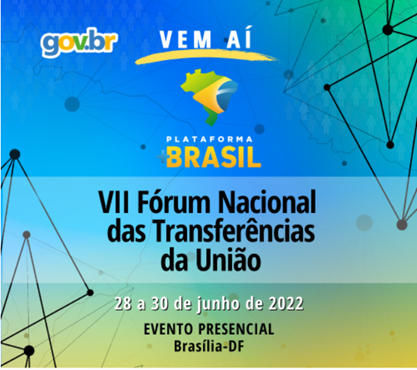 gov.br
VEM AÍ
PLATAFORMA
+BRASIL
VII Fórum Nacional
das Transferências
da União
28 a 30 de junho de 2022
EVENTO PRESENCIAL
Brasília-DF